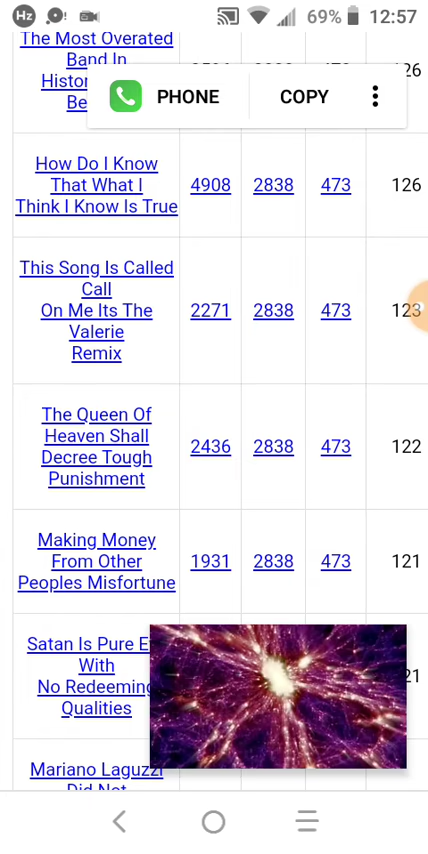 Hz
69%
12:57
The Most Overated
Band In
PHONE
COPY
How Do I Know
That What I
Think I Know Is True
4908
2838
473
126
This Song Is Called
Call
On Me Its The
Valerie
Remix
2271
2838
473
123
The Queen Of
Heaven Shall
Decree Tough
Punishment
2436
2838
473
122
Making Money
From Other
Peoples Misfortune
1931
2838
473
121
Satan Is Pure
With
No Redeeming
Qualities
Mariano Laguzzi
Did Not